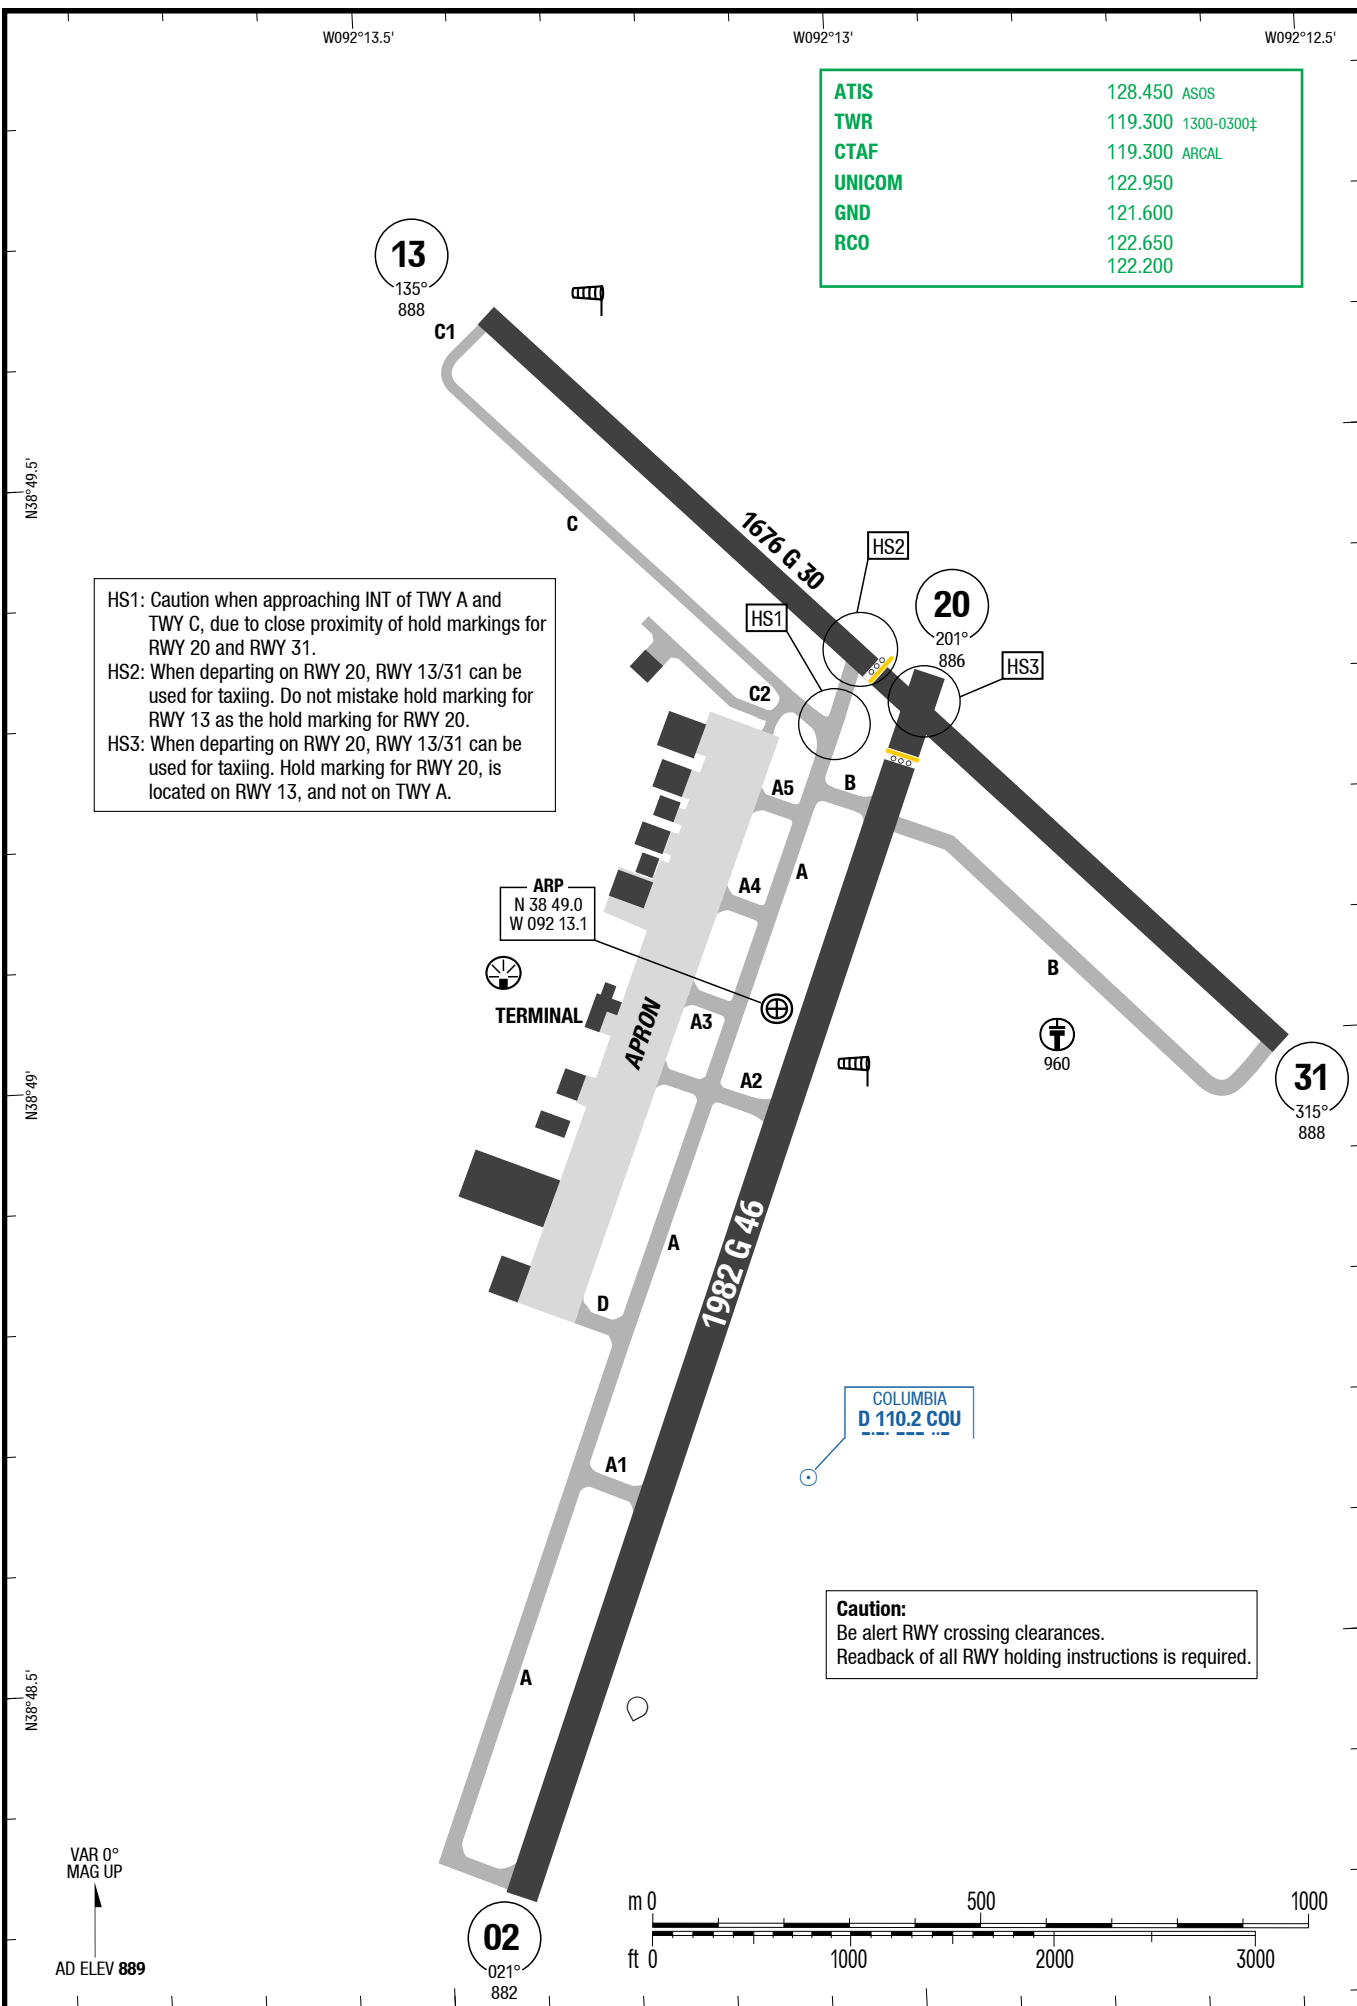 W092°13.5'
W092°13'
W092°12.5'
ATIS 128.450 ASOS
TWR 119.300 1300-0300‡
CTAF 119.300 ARCAL
UNICOM 122.950
GND 121.600
RCO 122.650
122.200
13
135°
888
C1
N38°49.5'
C
1676 G 30
HS2
HS1
20
201°
886
HS3
HS1: Caution when approaching INT of TWY A and
TWY C, due to close proximity of hold markings for
RWY 20 and RWY 31.
HS2: When departing on RWY 20, RWY 13/31 can be
used for taxiing. Do not mistake hold marking for
RWY 13 as the hold marking for RWY 20.
HS3: When departing on RWY 20, RWY 13/31 can be
used for taxiing. Hold marking for RWY 20, is
located on RWY 13, and not on TWY A.
C2
A5
B
A
A4
ARP
N 38 49.0
W 092 13.1
B
TERMINAL
APRON
A3
A2
960
31
315°
888
N38°49'
A
1982 G 46
D
COLUMBIA
D 110.2 COU
A1
Caution:
Be alert RWY crossing clearances.
Readback of all RWY holding instructions is required.
A
N38°48.5'
VAR 0°
MAG UP
AD ELEV 889
02
021°
882
m 0 500 1000
ft 0 1000 2000 3000